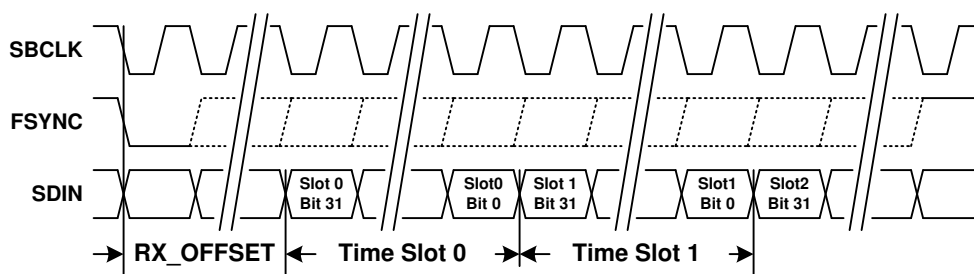 SBCLK
FSYNC
SDIN
Slot 0
Bit 31
Slot0
Bit 0
Slot 1
Bit 31
Slot1
Bit 0
Slot2
Bit 31
RX_OFFSET
Time Slot 0
Time Slot 1